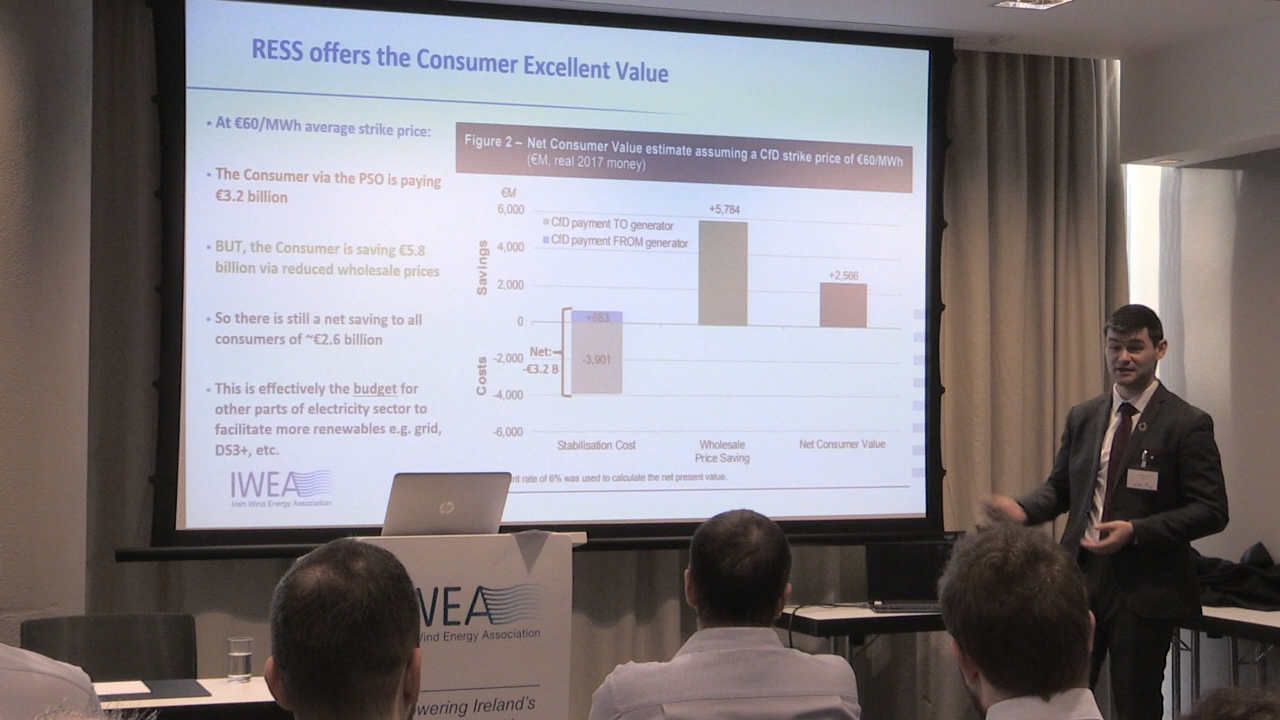 RESS offers the Consumer Excellent Value
• At €60/MWh average strike price:
• The Consumer via the PSO is paying
€3.2 billion
• BUT, the Consumer is saving €5.8
billion via reduced wholesale prices
• So there is still a net saving to all
consumers of ~€2.6 billion
• This is effectively the budget for
other parts of electricity sector to
facilitate more renewables e.g. grid,
DS3+, etc.
IWEA
Irish Wind Energy Association
Figure 2 – Net Consumer Value estimate assuming a CfD strike price of €60/MWh
(€M, real 2017 money)
€M
6,000
4,000
2,000
0
-2,000
-4,000
-6,000
Savings
Costs
CfD payment TO generator
CfD payment FROM generator
+5,784
+2,566
+683
-3,901
Net:
-€3.2 B
Stabilisation Cost
Wholesale
Price Saving
Net Consumer Value
nt rate of 6% was used to calculate the net present value.
hp
WEA
Wind Energy Association
wering Ireland's